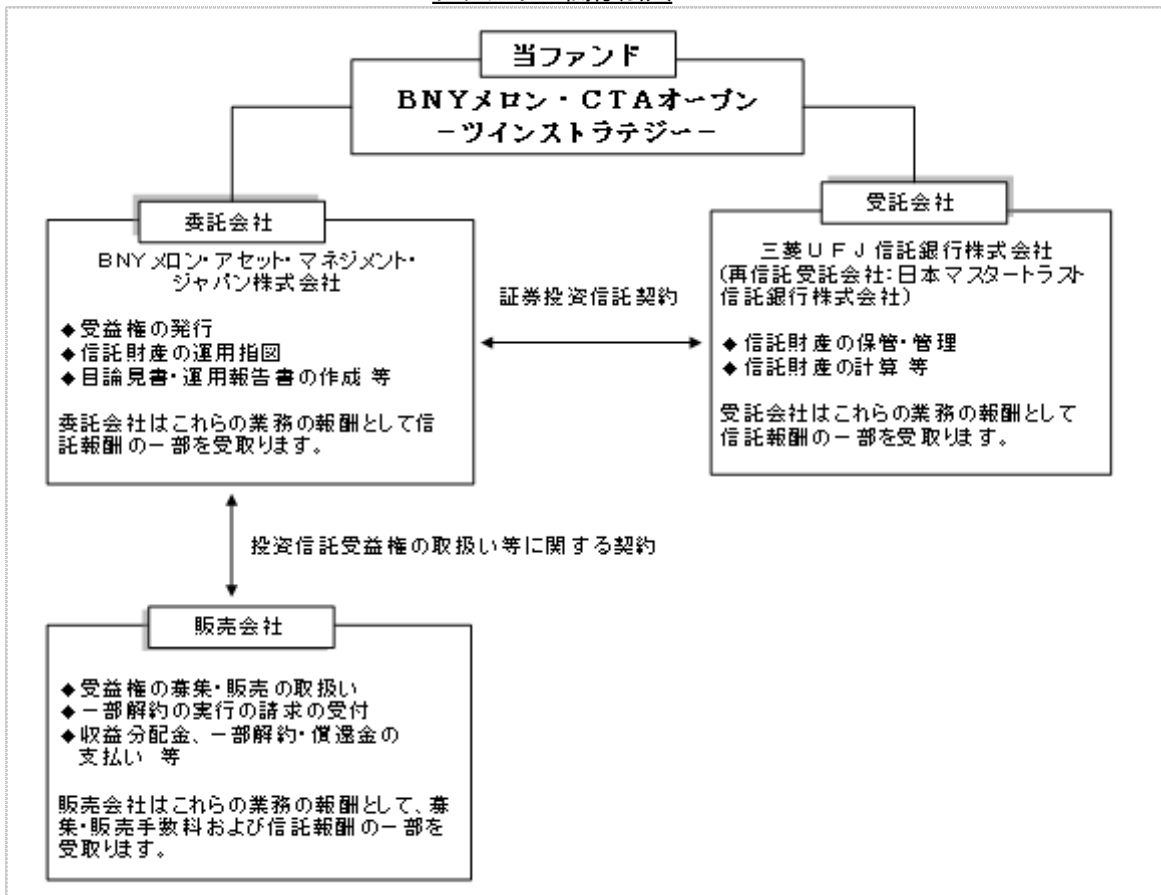 当ファンド
BNYメロン・CTAオープン
-ツインストラテジー-
委託会社
BNYメロン・アセット・マネジメント・
ジャパン株式会社
◆受益権の発行
◆信託財産の運用指図
◆目論見書・運用報告書の作成 等
委託会社はこれらの業務の報酬として信
託報酬の一部を受取ります。
証券投資信託契約
受託会社
三菱UFJ信託銀行株式会社
(再信託受託会社:日本マスタートラスト
信託銀行株式会社)
◆信託財産の保管・管理
◆信託財産の計算 等
受託会社はこれらの業務の報酬として
信託報酬の一部を受取ります。
投資信託受益権の取扱い等に関する契約
販売会社
◆受益権の募集・販売の取扱い
◆一部解約の実行の請求の受付
◆収益分配金、一部解約・償還金の
支払い 等
販売会社はこれらの業務の報酬として、募
集・販売手数料および信託報酬の一部を
受取ります。